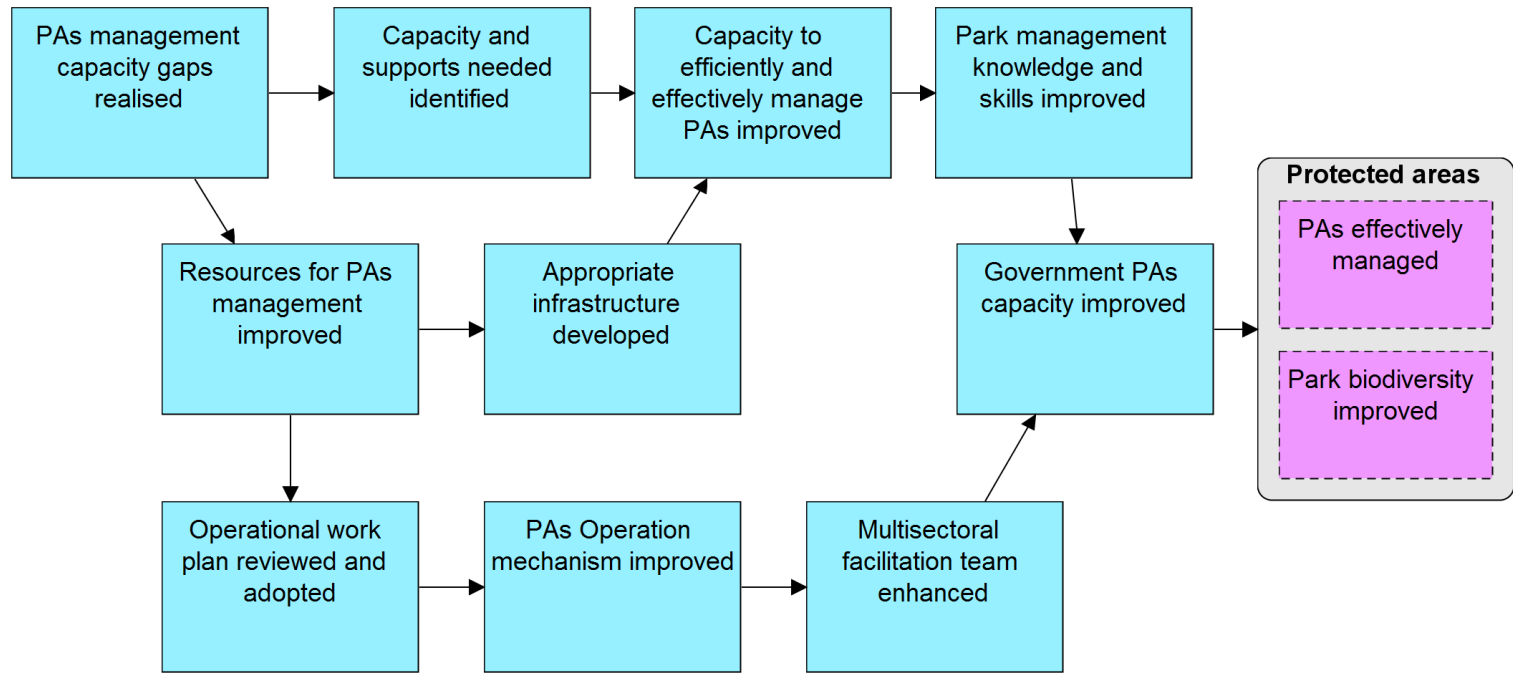 PAs management
capacity gaps
realised
Capacity and
supports needed
identified
Capacity to
efficiently and
effectively manage
PAs improved
Park management
knowledge and
skills improved
Resources for PAs
management
improved
Appropriate
infrastructure
developed
Government PAs
capacity improved
Protected areas
PAs effectively
managed
Park biodiversity
improved
Operational work
plan reviewed and
adopted
PAs Operation
mechanism improved
Multisectoral
facilitation team
enhanced